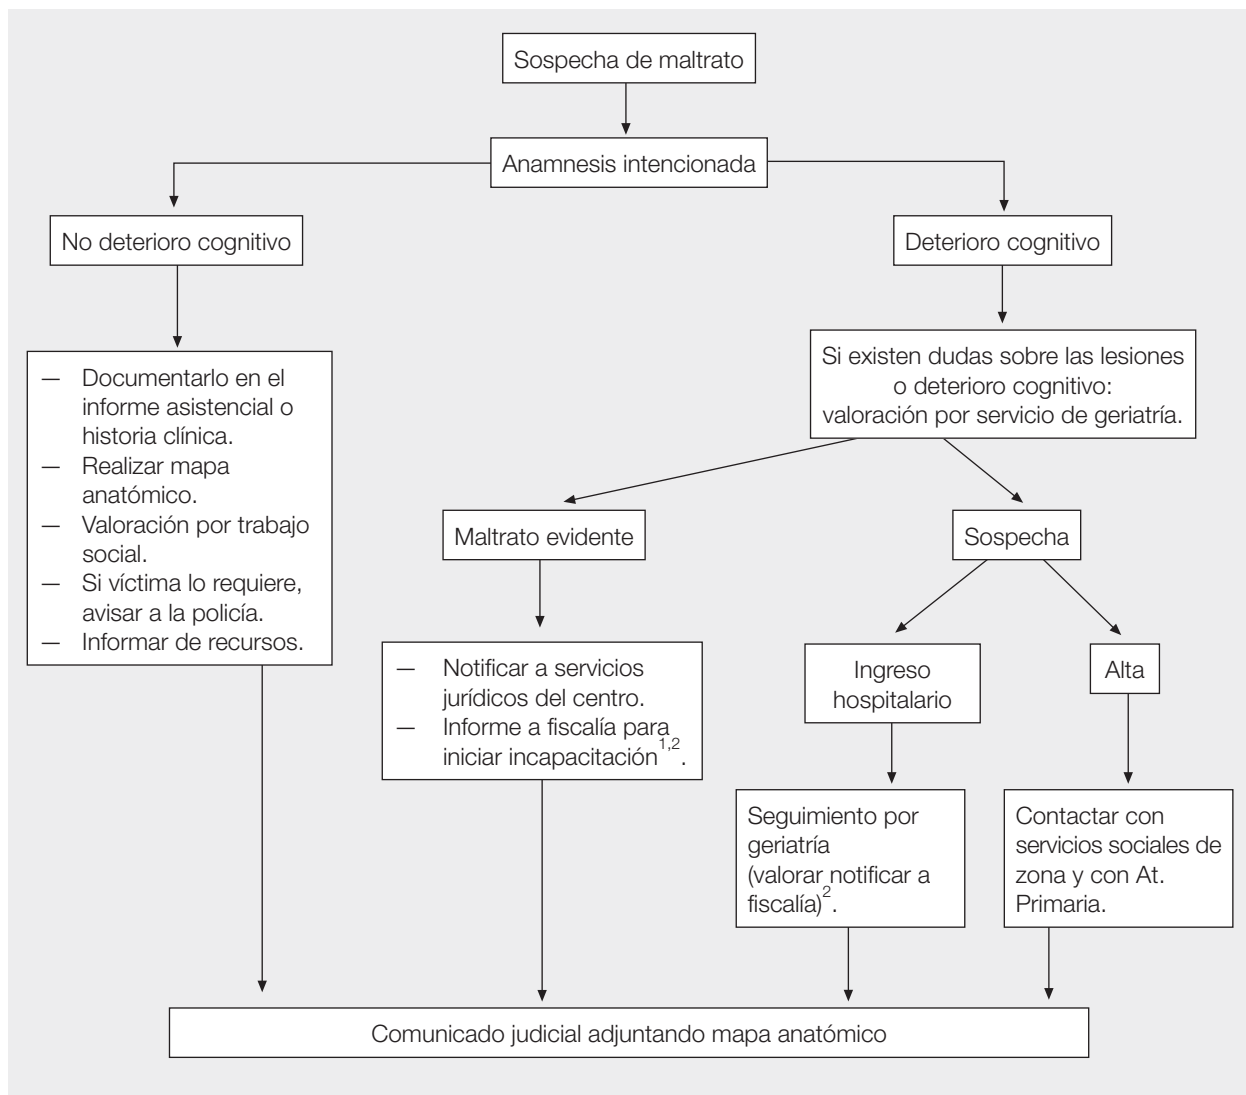 Sospecha de maltrato
Anamnesis intencionada
No deterioro cognitivo
Deterioro cognitivo
— Documentarlo en el
informe asistencial o
historia clínica.
— Realizar mapa
anatómico.
— Valoración por trabajo
social.
— Si víctima lo requiere,
avisar a la policía.
— Informar de recursos.
Si existen dudas sobre las lesiones
o deterioro cognitivo:
valoración por servicio de geriatría.
Maltrato evidente
Sospecha
— Notificar a servicios
jurídicos del centro.
— Informe a fiscalía para
iniciar incapacitación1,2.
Ingreso
hospitalario
Alta
Seguimiento por
geriatría
(valorar notificar a
fiscalía)2.
Contactar con
servicios sociales de
zona y con At.
Primaria.
Comunicado judicial adjuntando mapa anatómico